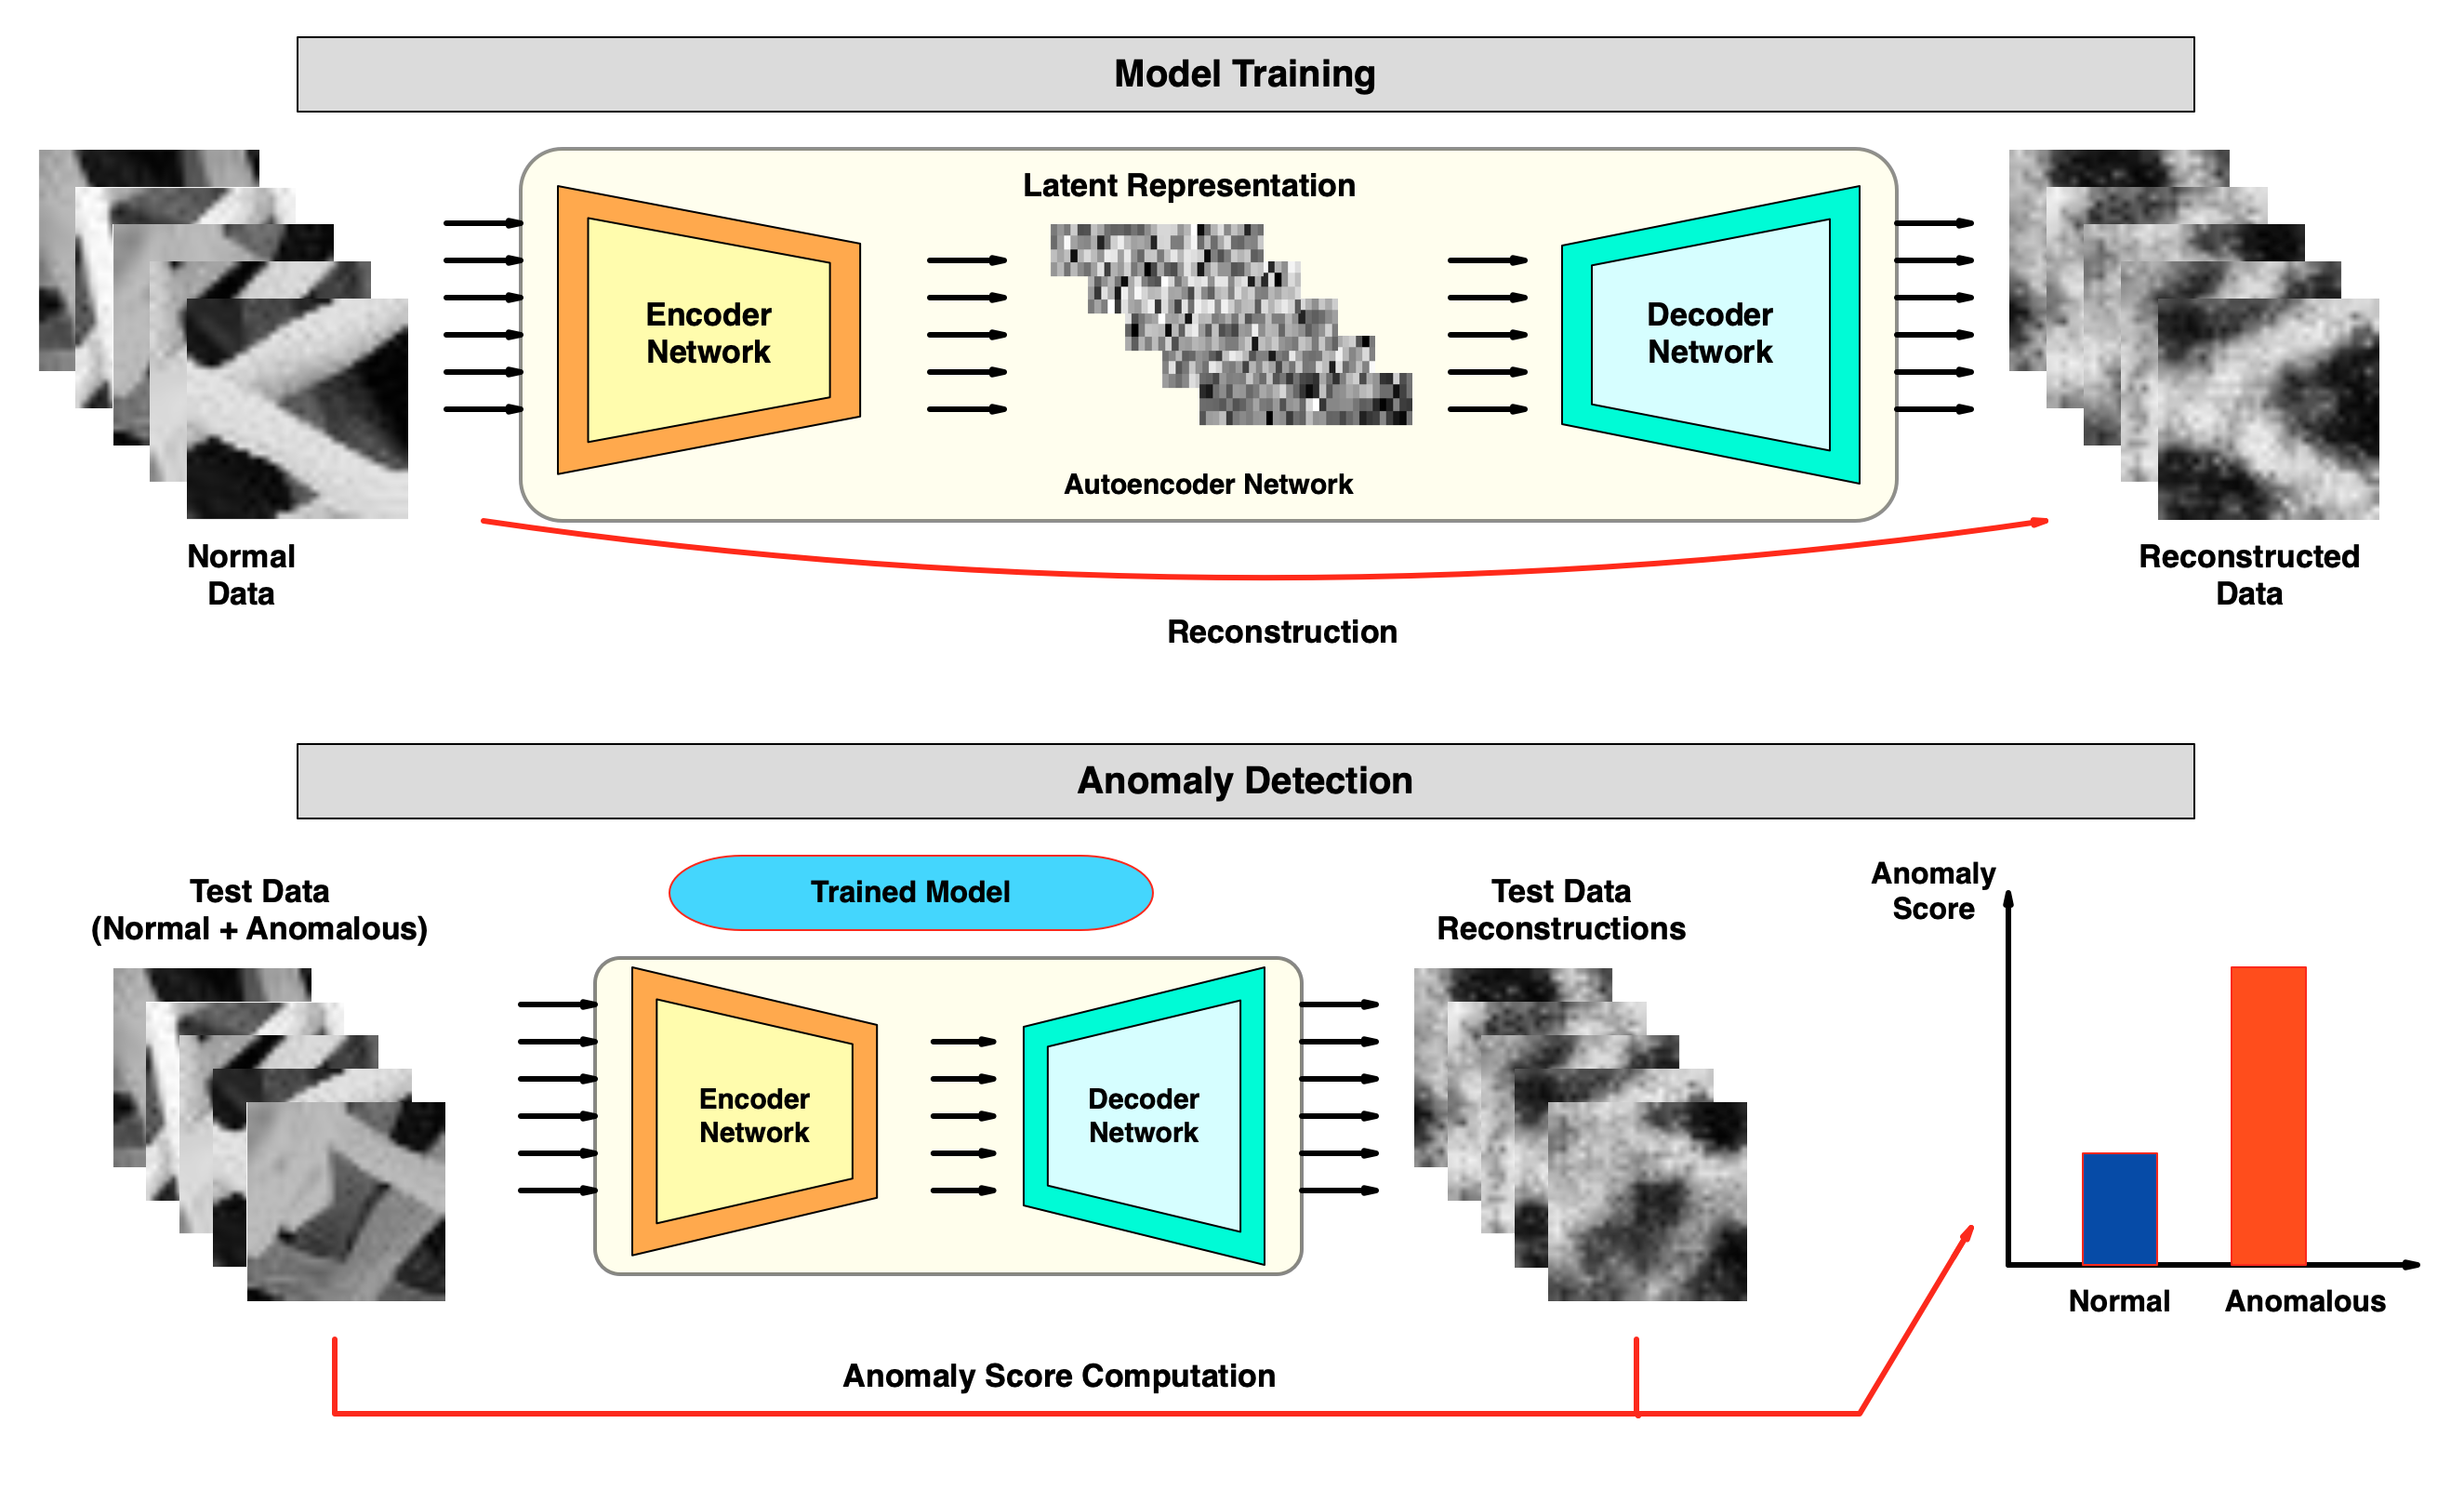 Model Training
Latent Representation
Encoder
Network
Decoder
Network
Autoencoder Network
Normal
Data
Reconstructed
Data
Reconstruction
Anomaly Detection
Test Data
(Normal + Anomalous)
Trained Model
Test Data
Reconstructions
Anomaly
Score
Encoder
Network
Decoder
Network
Normal
Anomalous
Anomaly Score Computation